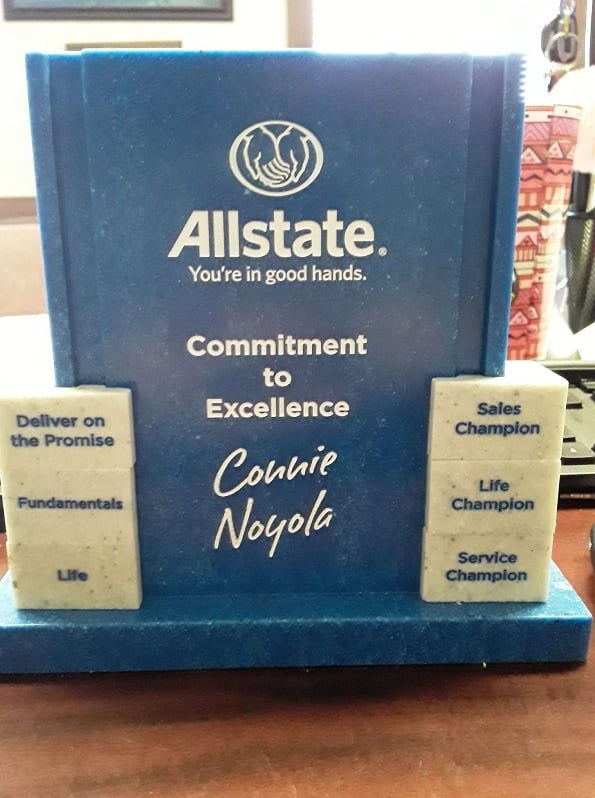 Allstate®
You're in good hands.
Commitment
to
Excellence
Connie
Noyola
Deliver on
the Promise
Fundamentals
Life
Sales
Champion
Life
Champion
Service
Champion